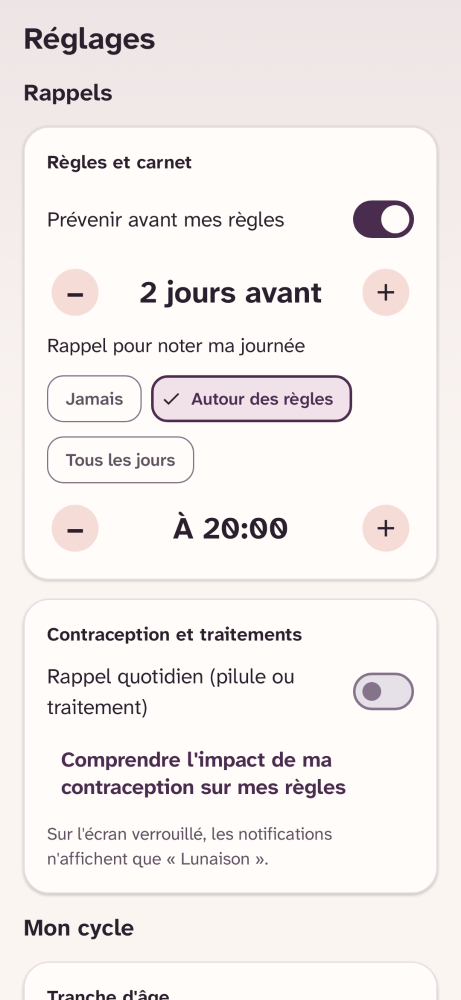 Réglages
Rappels
Règles et carnet
Prévenir avant mes règles
– 2 jours avant +
Rappel pour noter ma journée
Jamais
✓ Autour des règles
Tous les jours
– À 20:00 +
Contraception et traitements
Rappel quotidien (pilule ou
traitement)
Comprendre l'impact de ma
contraception sur mes règles
Sur l'écran verrouillé, les notifications
n'affichent que « Lunaison ».
Mon cycle
Tranche d'âge